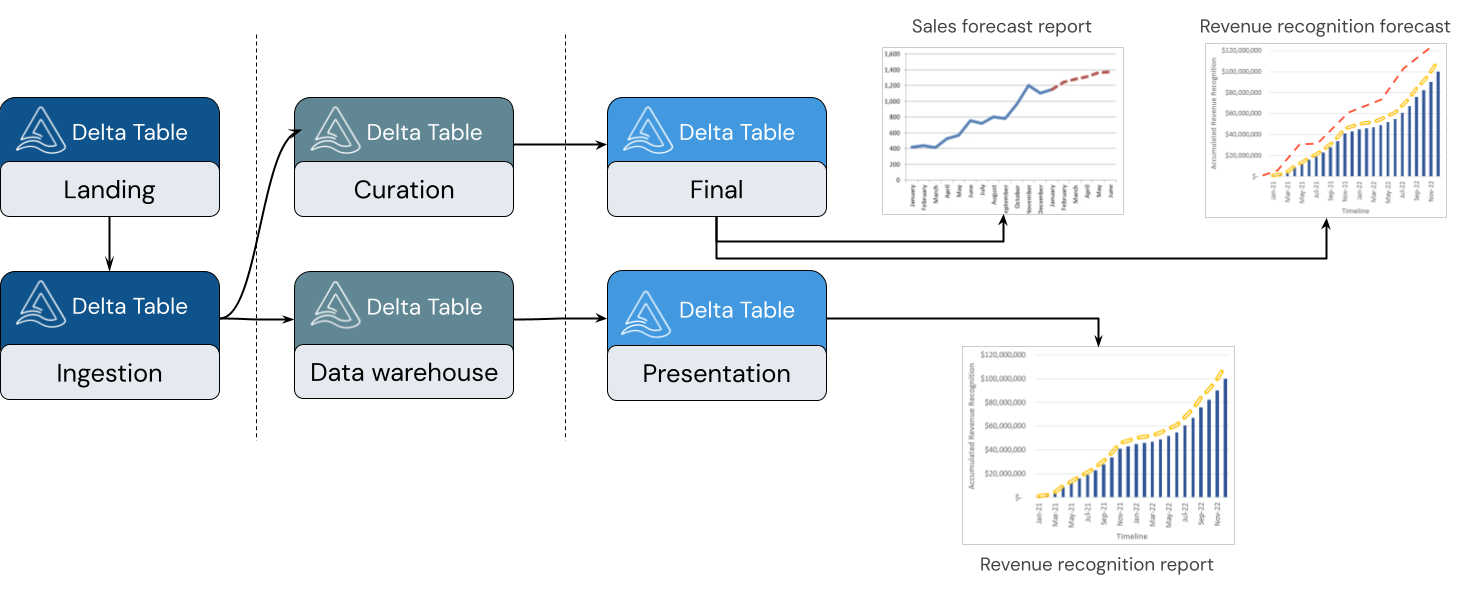 Sales forecast report
Revenue recognition forecast
Delta Table
Landing
Delta Table
Curation
Delta Table
Final
1,600
1,400
1,200
1,000
800
600
400
200
0
January
February
March
April
May
June
July
August
September
October
November
December
January
February
March
April
May
June
Accumulated Revenue Recognition
$120,000,000
$100,000,000
$80,000,000
$60,000,000
$40,000,000
$20,000,000
$-
Jan-21
Mar-21
May-21
Jul-21
Sep-21
Nov-21
Jan-22
Mar-22
May-22
Jul-22
Sep-22
Nov-22
Timeline
Delta Table
Ingestion
Delta Table
Data warehouse
Delta Table
Presentation
Accumulated Revenue Recognition
$120,000,000
$100,000,000
$80,000,000
$60,000,000
$40,000,000
$20,000,000
$-
Jan-21
Mar-21
May-21
Jul-21
Sep-21
Nov-21
Jan-22
Mar-22
May-22
Jul-22
Sep-22
Nov-22
Timeline
Revenue recognition report